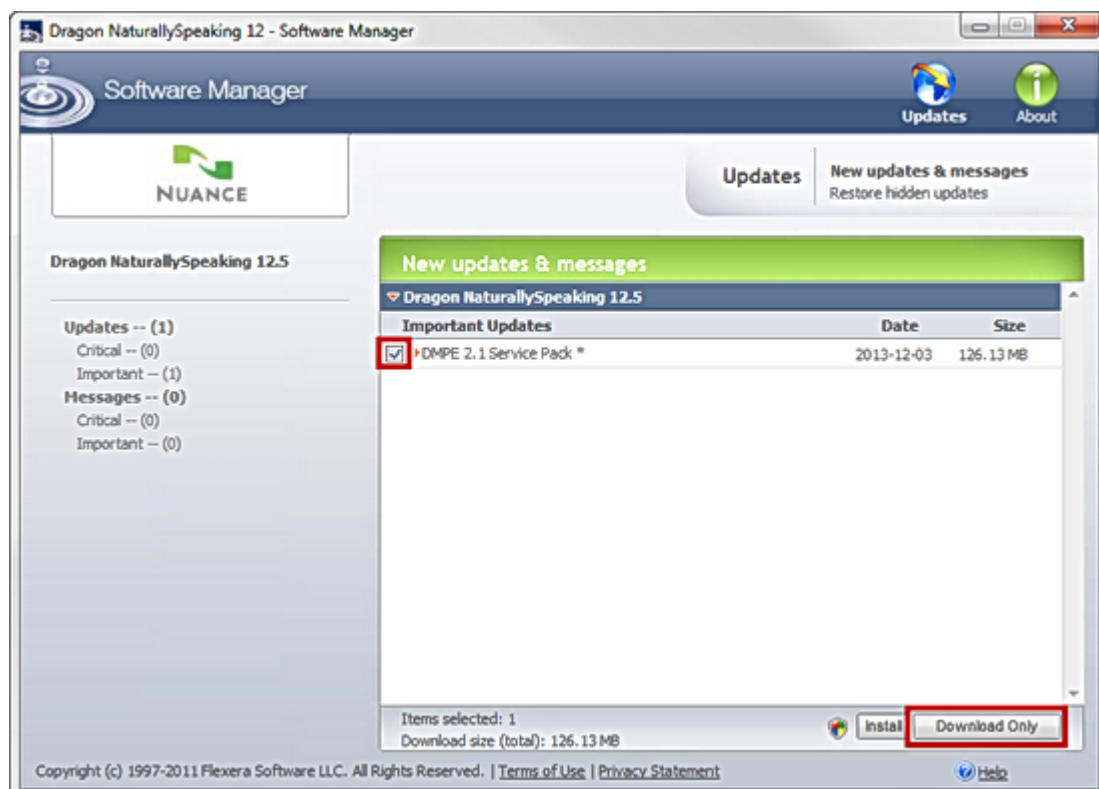 Dragon NaturallySpeaking 12 - Software Manager
Software Manager
Updates
About
NUANCE
Updates
New updates & messages
Restore hidden updates
Dragon NaturallySpeaking 12.5
Updates -- (1)
Critical -- (0)
Important -- (1)
Messages -- (0)
Critical -- (0)
Important -- (0)
New updates & messages
Dragon NaturallySpeaking 12.5
Important Updates Date Size
DMPE 2.1 Service Pack * 2013-12-03 126.13 MB
Items selected: 1
Download size (total): 126.13 MB
Install
Download Only
Copyright (c) 1997-2011 Flexera Software LLC. All Rights Reserved. | Terms of Use | Privacy Statement
Help